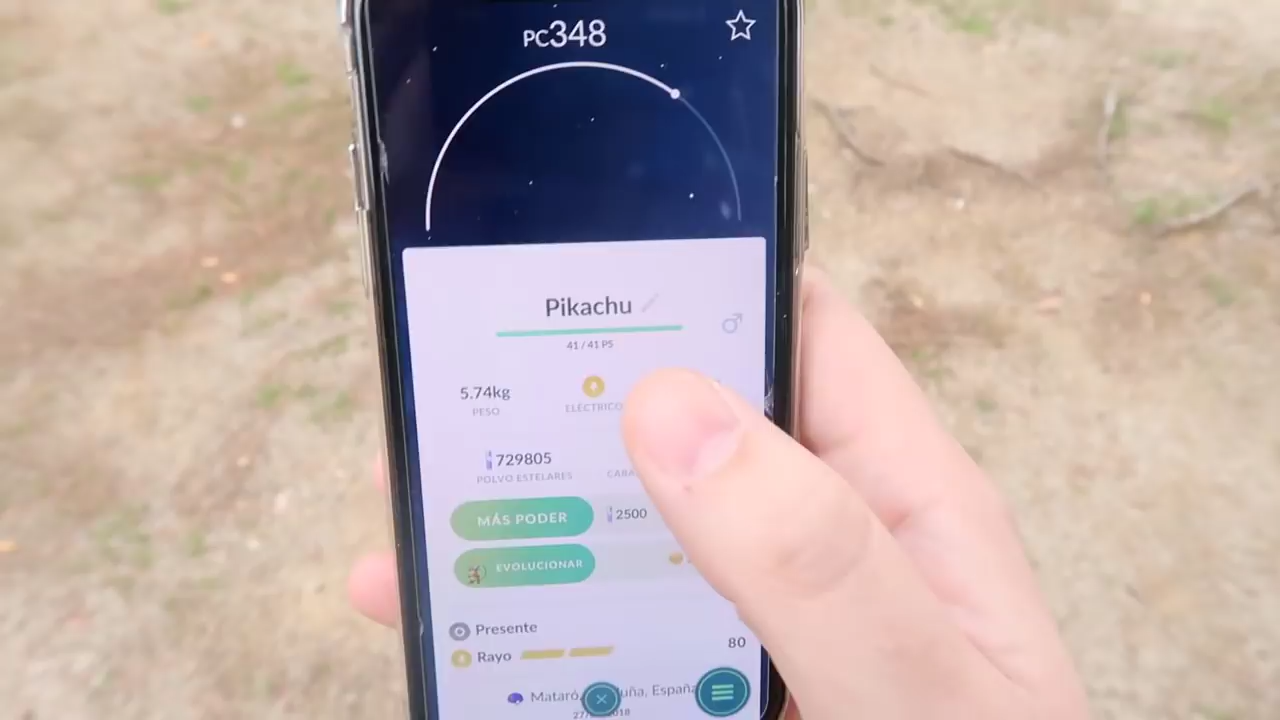 PC348
Pikachu
41 / 41 PS
5.74kg
PESO
ELÉCTRICO
729805
POLVO ESTELARES
MÁS PODER
2500
EVOLUCIONAR
Presente
Rayo
80
Mataró, España